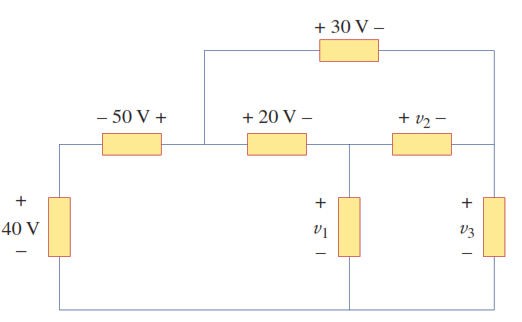 + 30 V –
– 50 V +
+ 20 V –
+ v₂ –
+
40 V
–
+
v₁
–
+
v₃
–